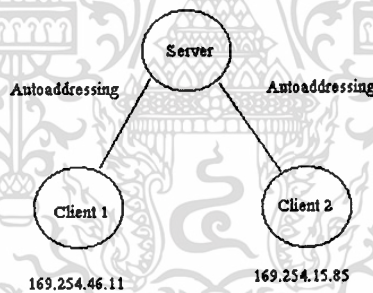 Server
Autoaddressing
Autoaddressing
Client 1
Client 2
169.254.46.11
169.254.15.85